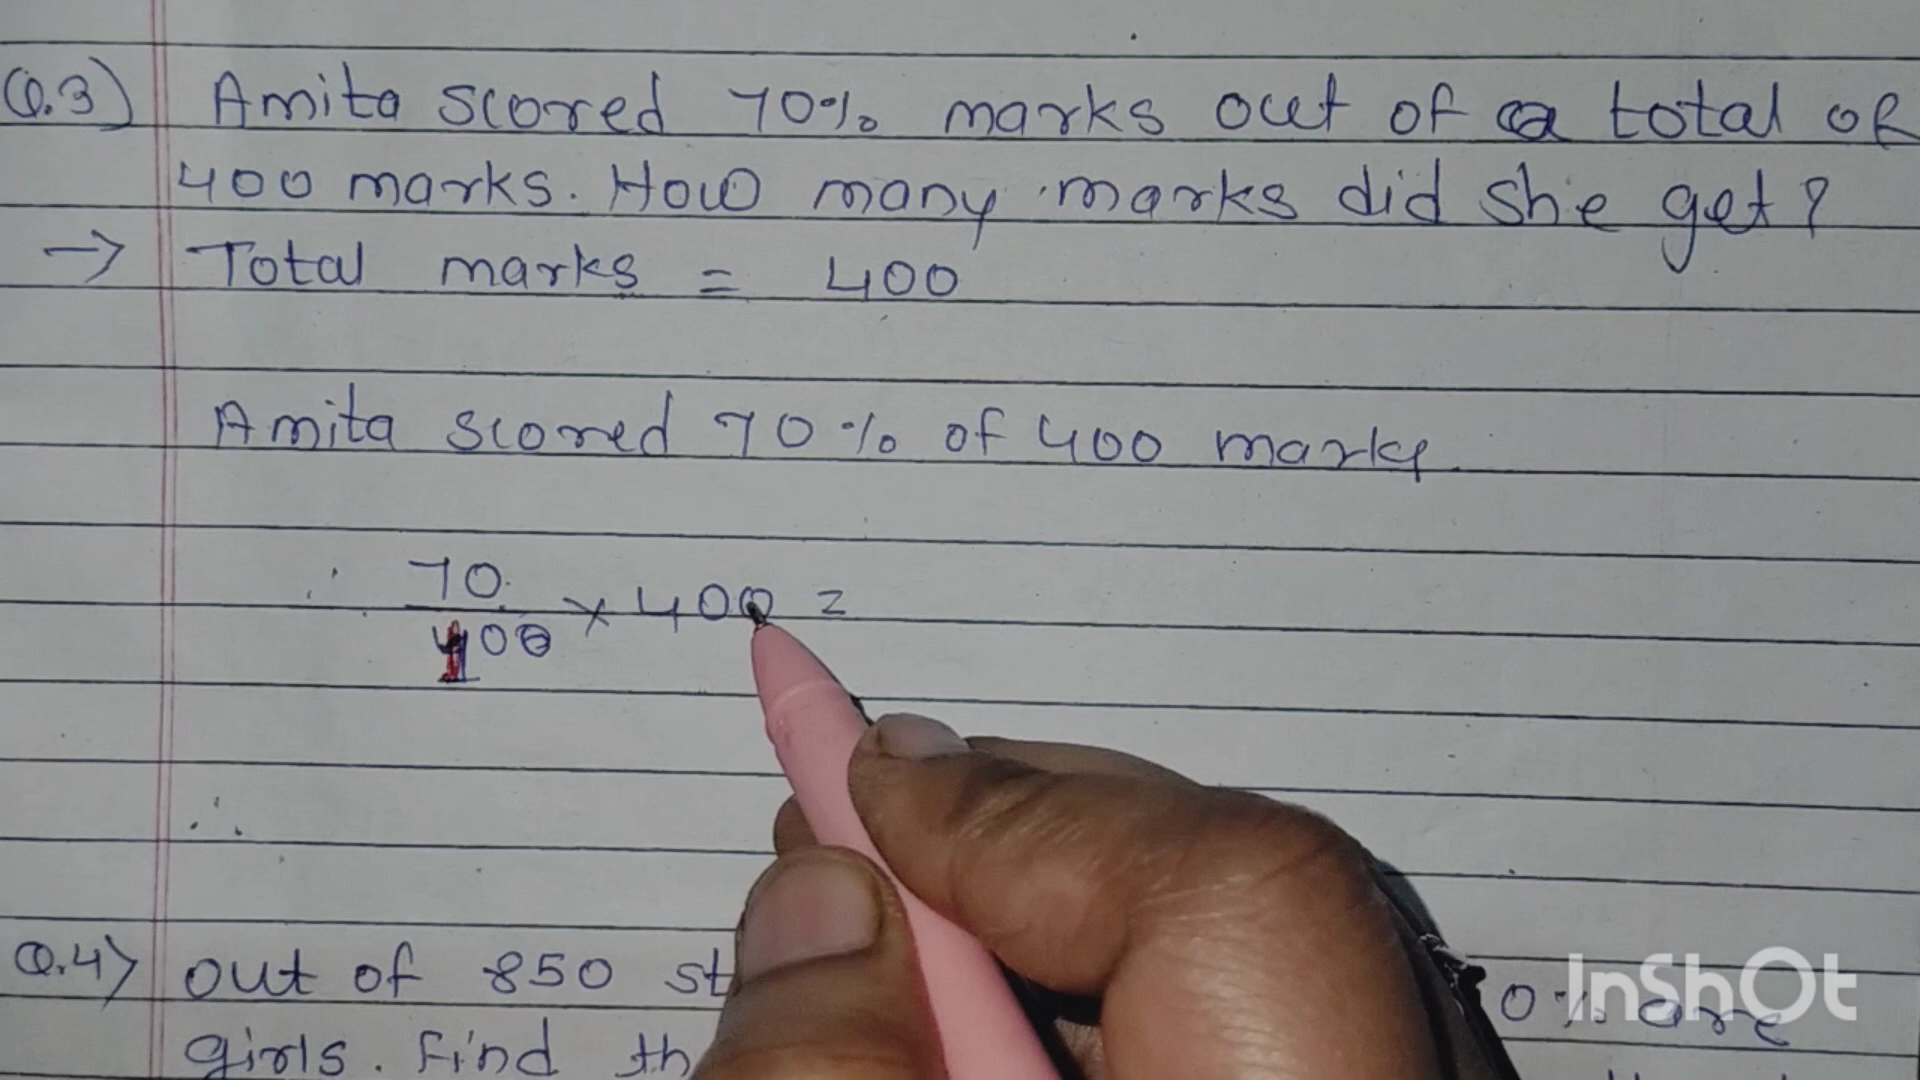 Q.3) Amita scored 70% marks out of a total of
400 marks. How many marks did she get?
→ Total marks = 400
Amita scored 70% of 400 marks.
70
100 × 400 =
∴
Q.4) out of 850 st 0% are
girls. Find th
InShOt